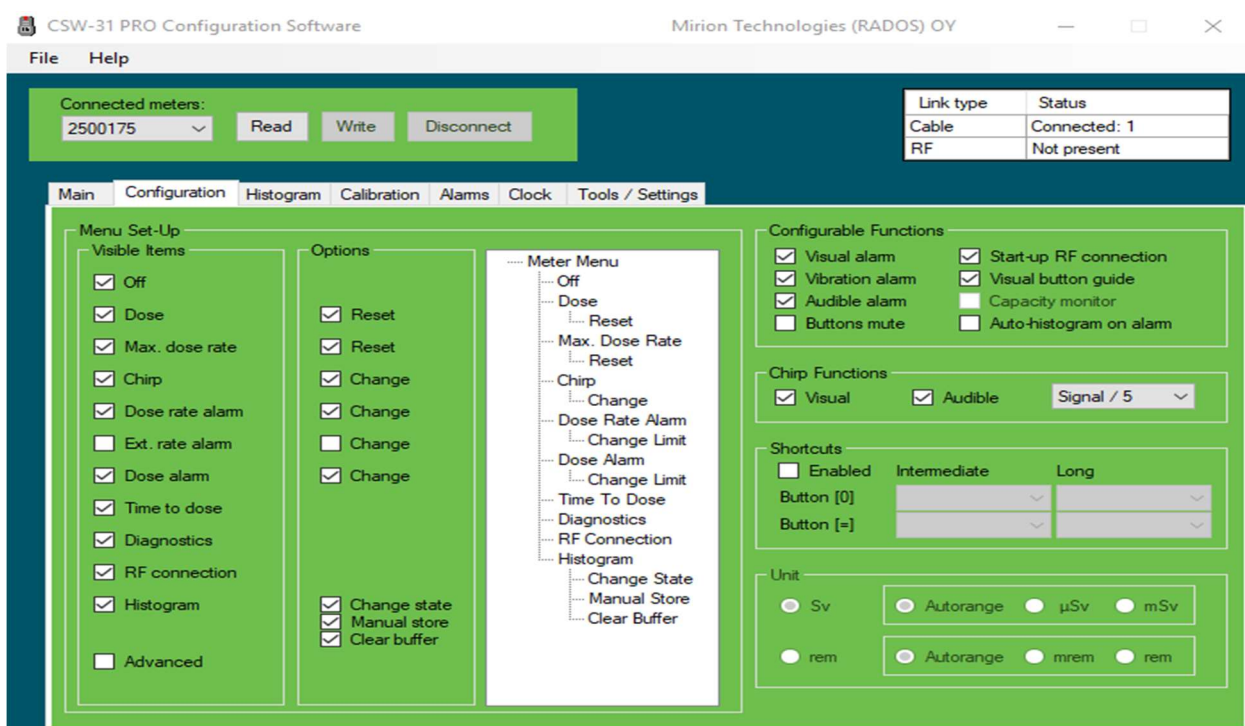 CSW-31 PRO Configuration Software Mirion Technologies (RADOS) OY
File Help
Connected meters:
2500175 Read Write Disconnect
Link type Status
Cable Connected: 1
RF Not present
Main Configuration Histogram Calibration Alarms Clock Tools / Settings
Menu Set-Up
Visible Items
Off
Dose
Max. dose rate
Chirp
Dose rate alarm
Ext. rate alarm
Dose alarm
Time to dose
Diagnostics
RF connection
Histogram
Advanced
Options
Reset
Reset
Change
Change
Change
Change
Change state
Manual store
Clear buffer
Meter Menu
Off
Dose
Reset
Max. Dose Rate
Reset
Chirp
Change
Dose Rate Alarm
Change Limit
Dose Alarm
Change Limit
Time To Dose
Diagnostics
RF Connection
Histogram
Change State
Manual Store
Clear Buffer
Configurable Functions
Visual alarm Start-up RF connection
Vibration alarm Visual button guide
Audible alarm Capacity monitor
Buttons mute Auto-histogram on alarm
Chirp Functions
Visual Audible Signal / 5
Shortcuts
Enabled Intermediate Long
Button [0]
Button [=]
Unit
Sv Autorange µSv mSv
rem Autorange mrem rem